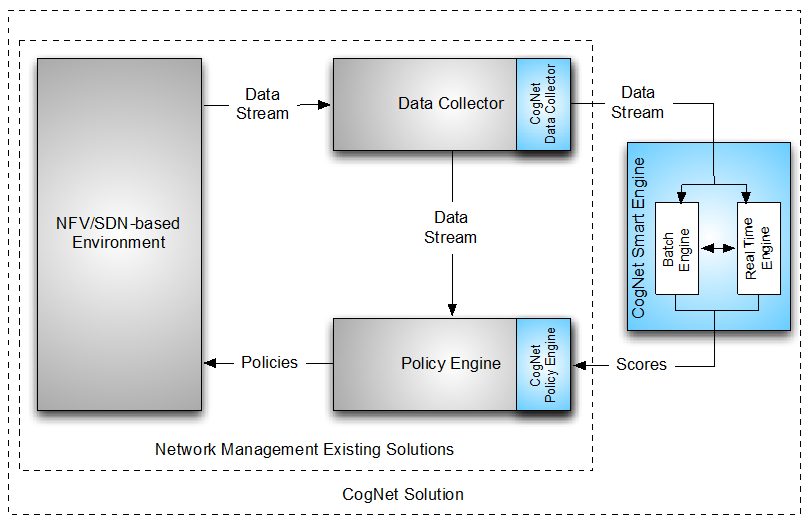 Data
Stream
Data Collector
CogNet
Data Collector
Data
Stream
NFV/SDN-based
Environment
Data
Stream
CogNet Smart Engine
Batch
Engine
Real Time
Engine
Policies
Policy Engine
CogNet
Policy Engine
Scores
Network Management Existing Solutions
CogNet Solution